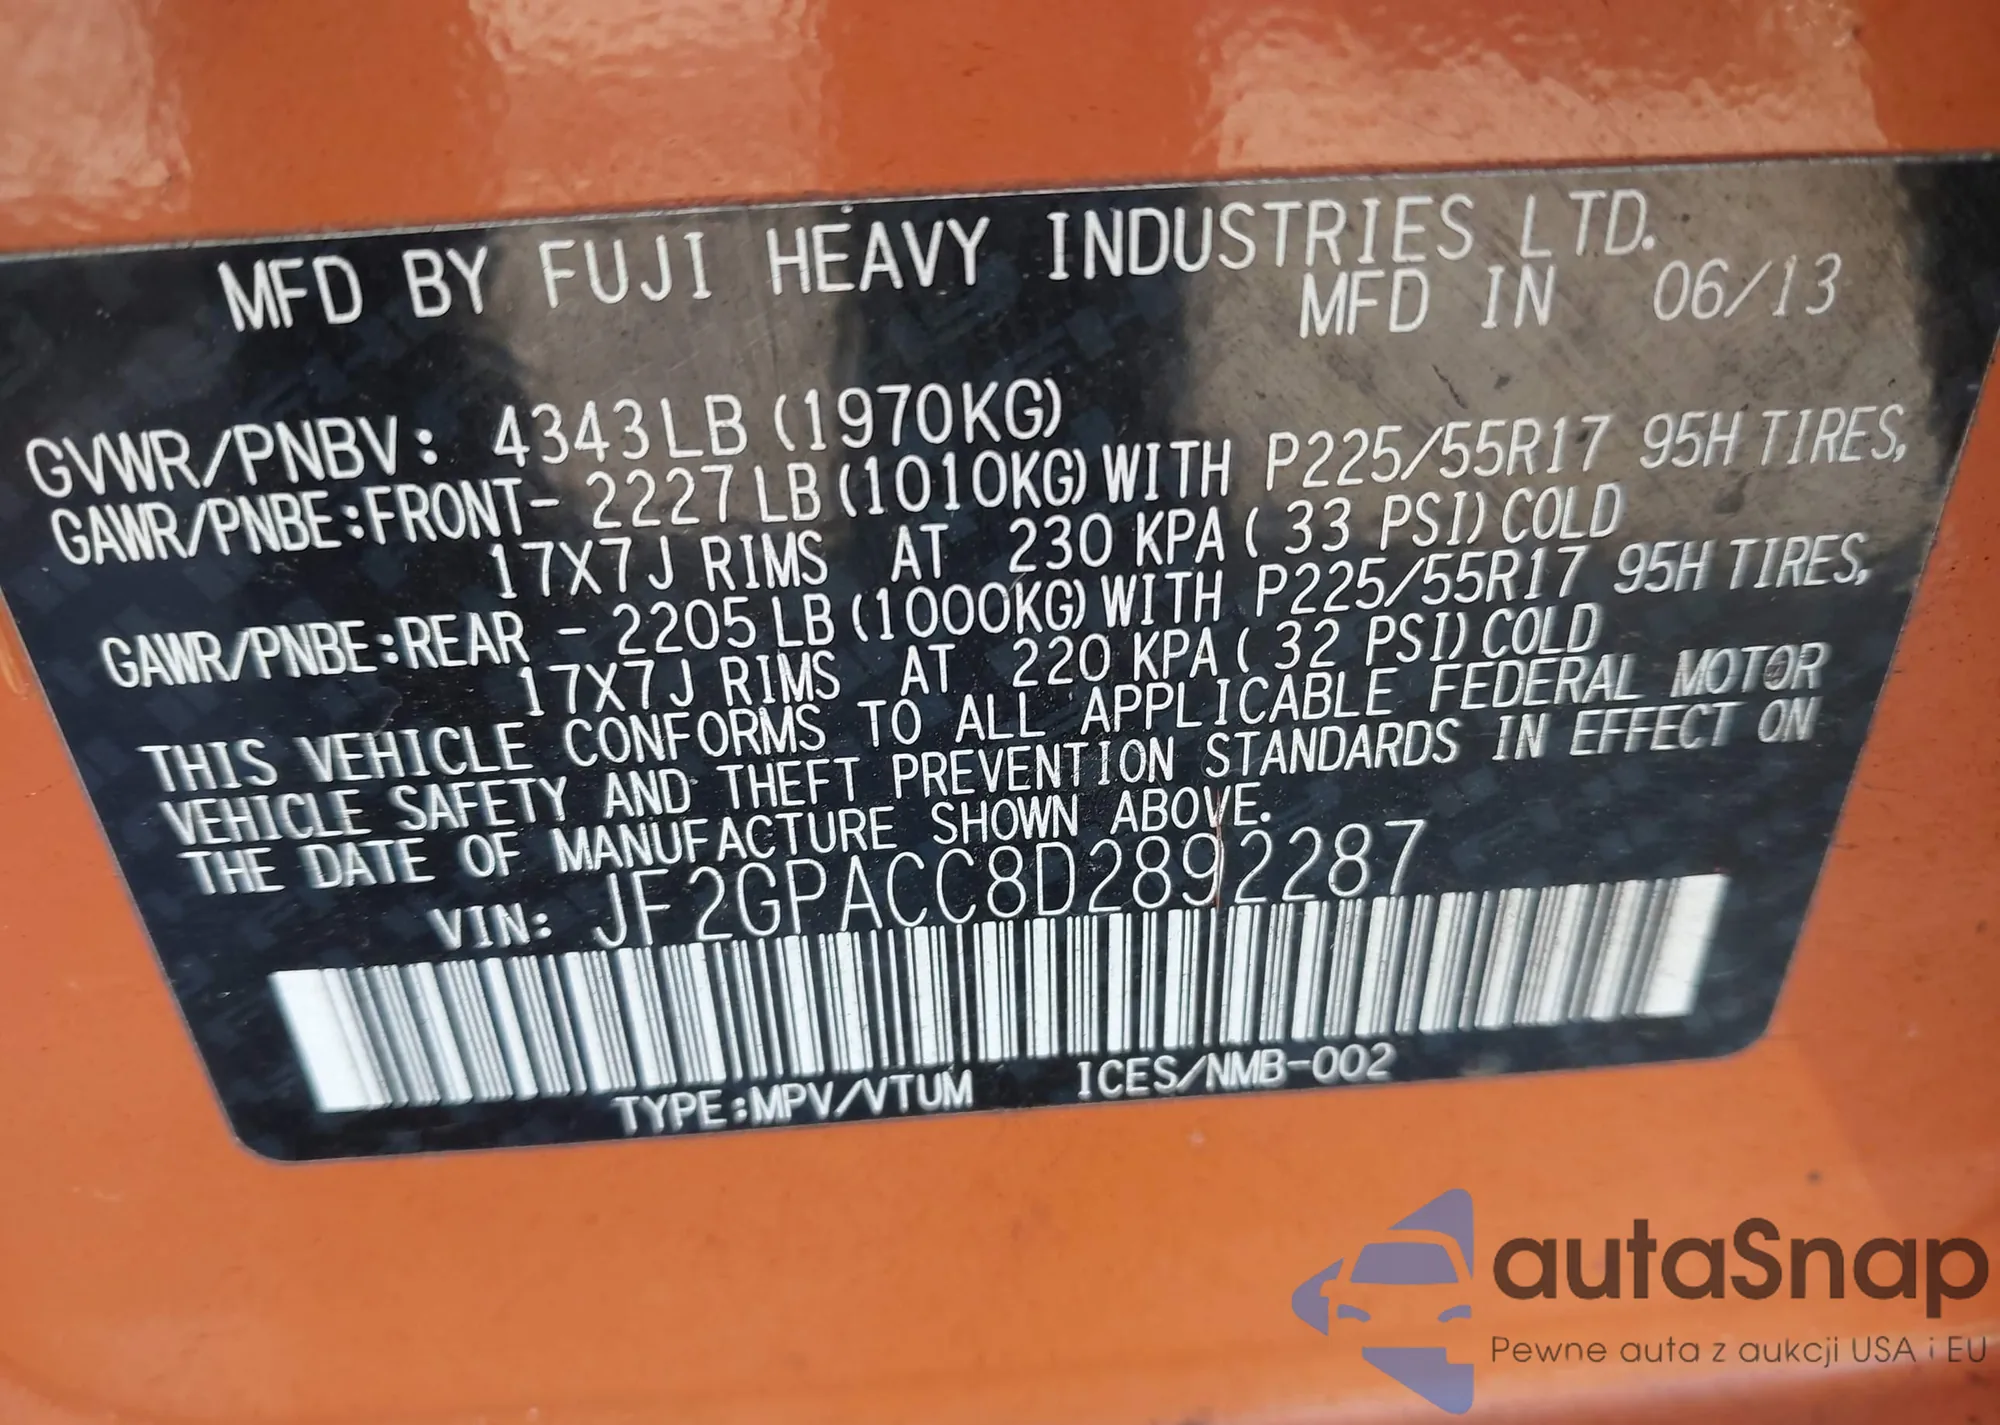 MFD BY FUJI HEAVY INDUSTRIES LTD.
MFD IN 06/13
GVWR/PNBV: 4343LB (1970KG)
GAWR/PNBE:FRONT- 2227LB (1010KG) WITH P225/55R17 95H TIRES,
17X7J RIMS AT 230 KPA ( 33 PSI) COLD
GAWR/PNBE:REAR - 2205LB (1000KG) WITH P225/55R17 95H TIRES,
17X7J RIMS AT 220 KPA ( 32 PSI) COLD
THIS VEHICLE CONFORMS TO ALL APPLICABLE FEDERAL MOTOR
VEHICLE SAFETY AND THEFT PREVENTION STANDARDS IN EFFECT ON
THE DATE OF MANUFACTURE SHOWN ABOVE.
VIN: JF2GPACC8D2892287
TYPE:MPV/VTUM ICES/NMB-002
autaSnap
Pewne auta z aukcji USA i EU